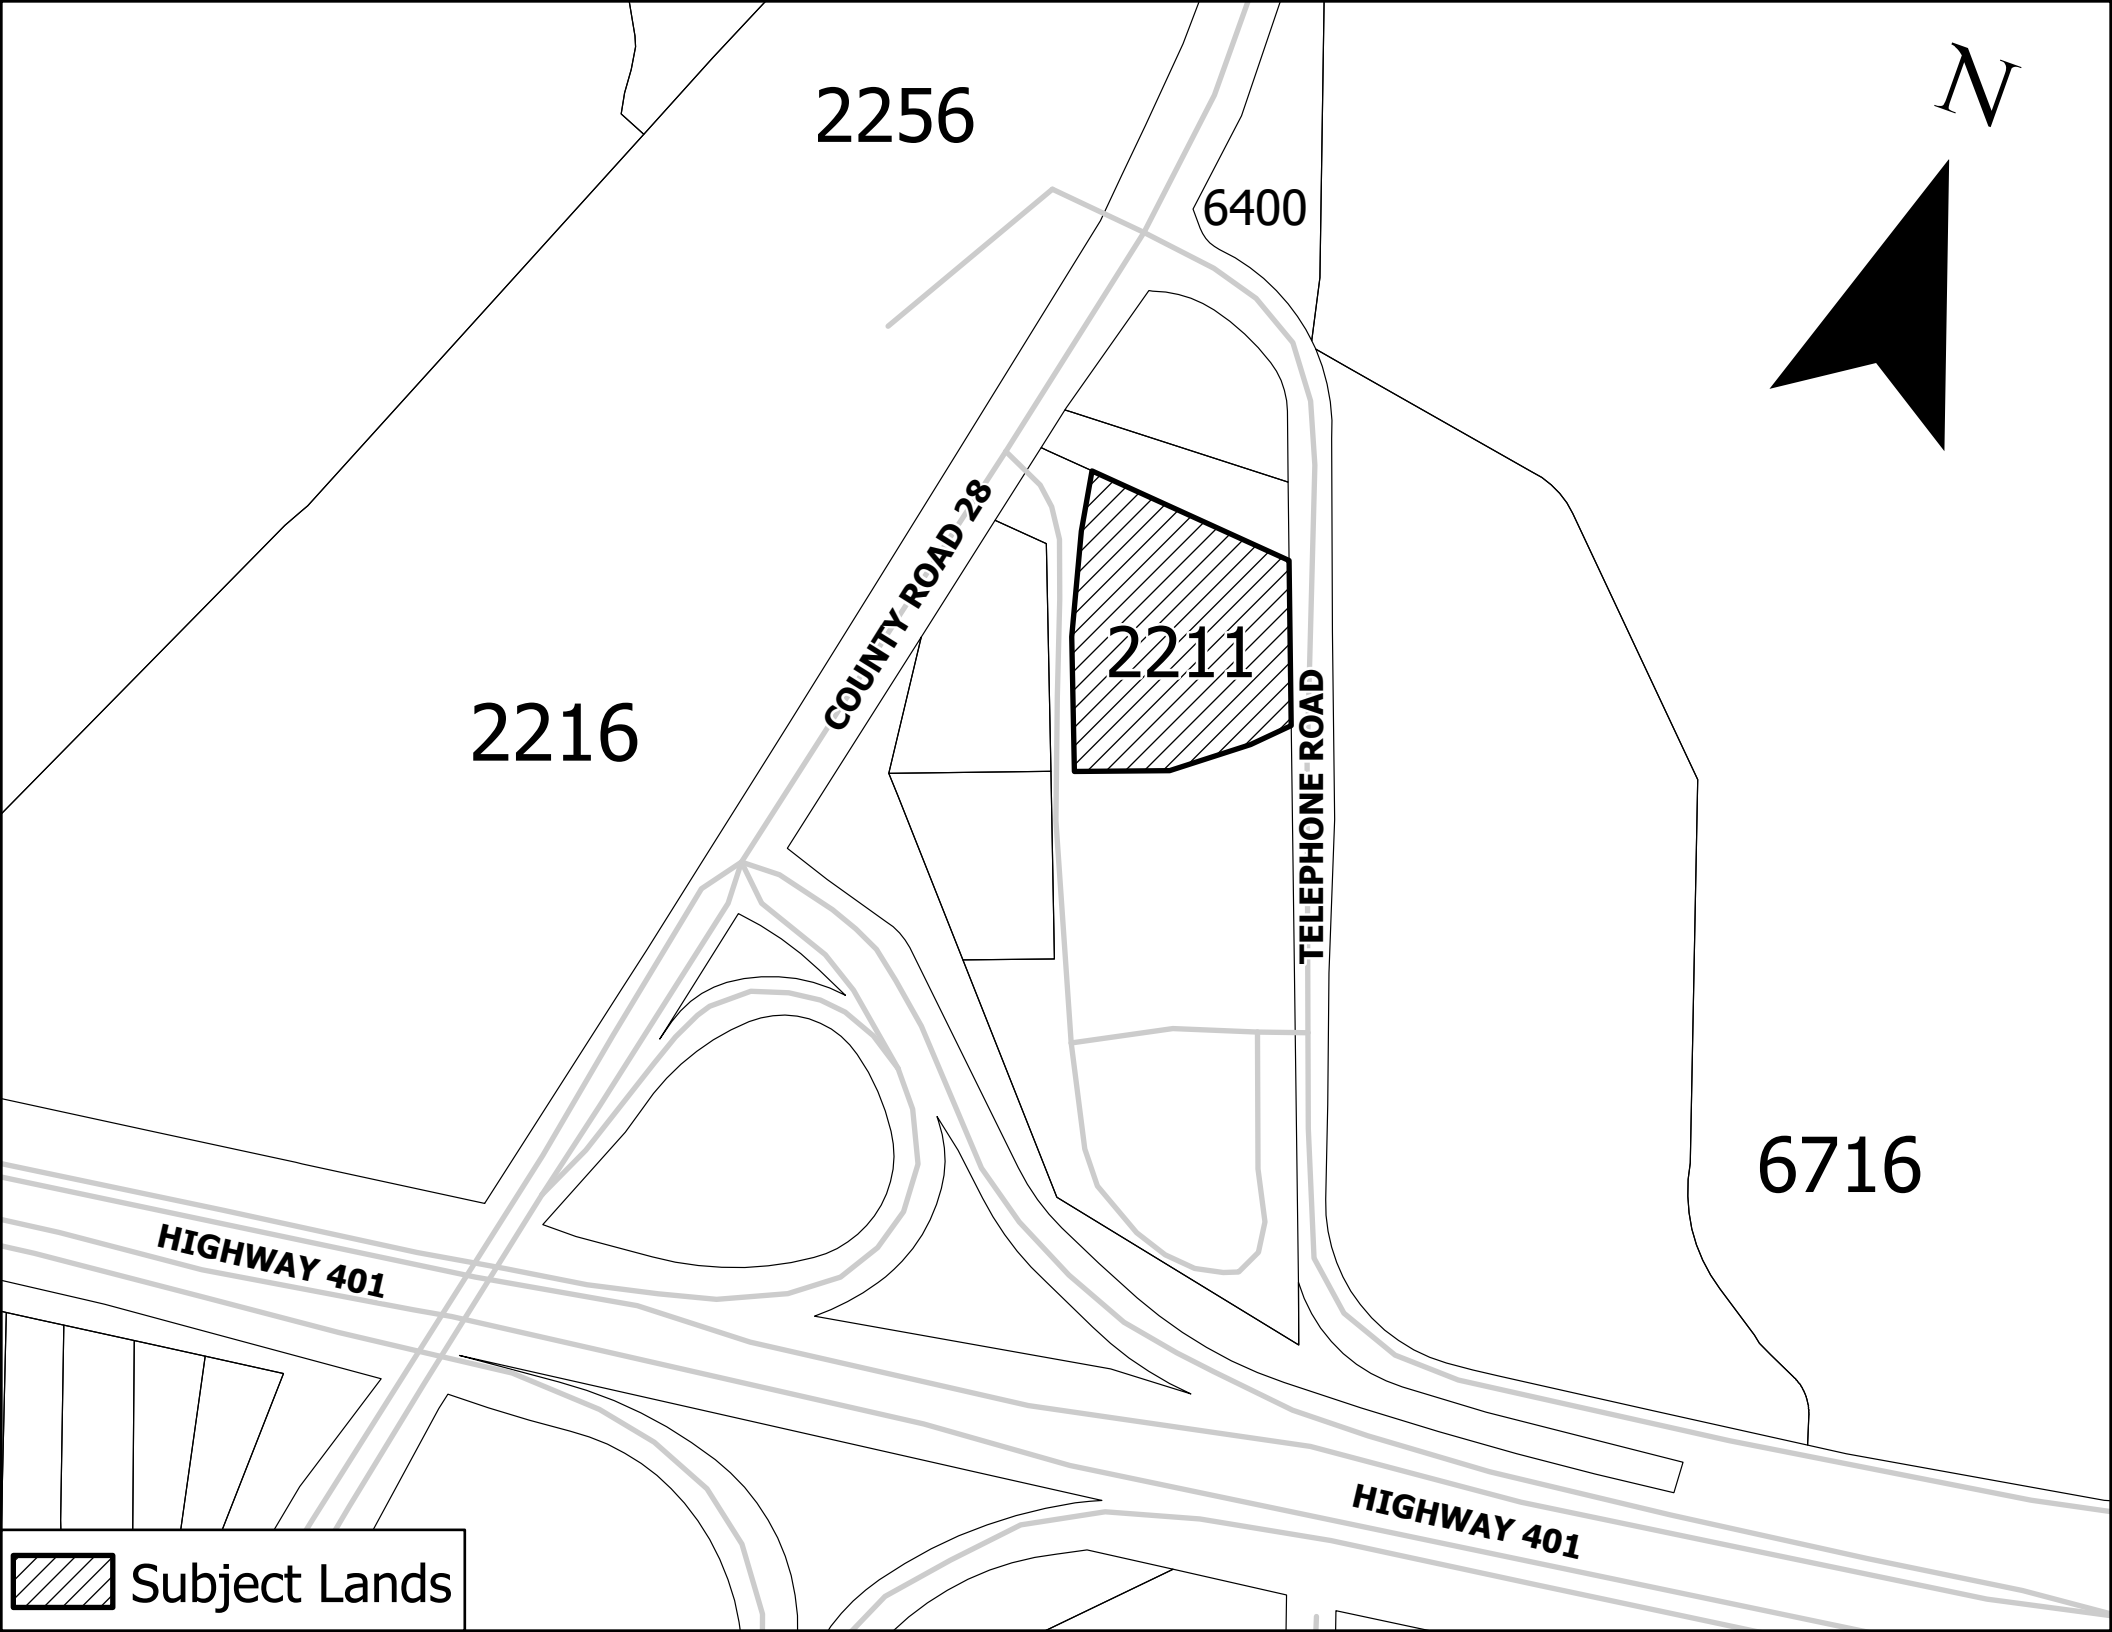 N
2256
6400
COUNTY ROAD 28
2211
2216
TELEPHONE ROAD
6716
HIGHWAY 401
HIGHWAY 401
Subject Lands